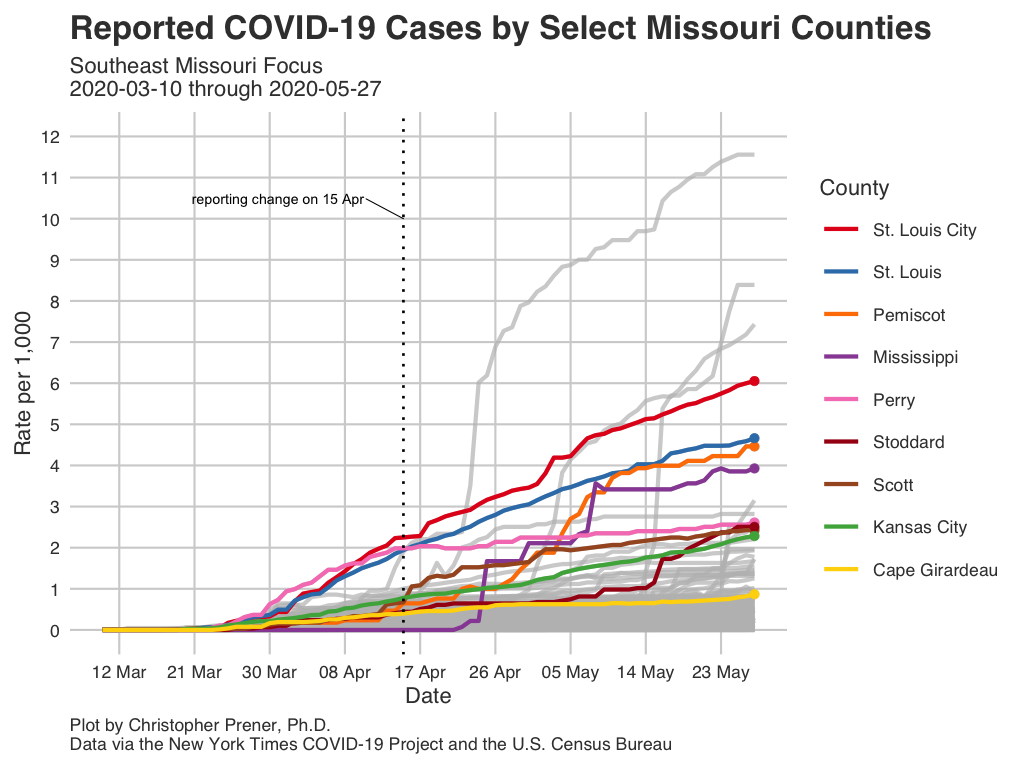 Reported COVID-19 Cases by Select Missouri Counties
Southeast Missouri Focus
2020-03-10 through 2020-05-27
12
11
10
9
8
7
6
5
4
3
2
1
0
Rate per 1,000
reporting change on 15 Apr
12 Mar
21 Mar
30 Mar
08 Apr
17 Apr
26 Apr
05 May
14 May
23 May
Date
County
St. Louis City
St. Louis
Pemiscot
Mississippi
Perry
Stoddard
Scott
Kansas City
Cape Girardeau
Plot by Christopher Prener, Ph.D.
Data via the New York Times COVID-19 Project and the U.S. Census Bureau